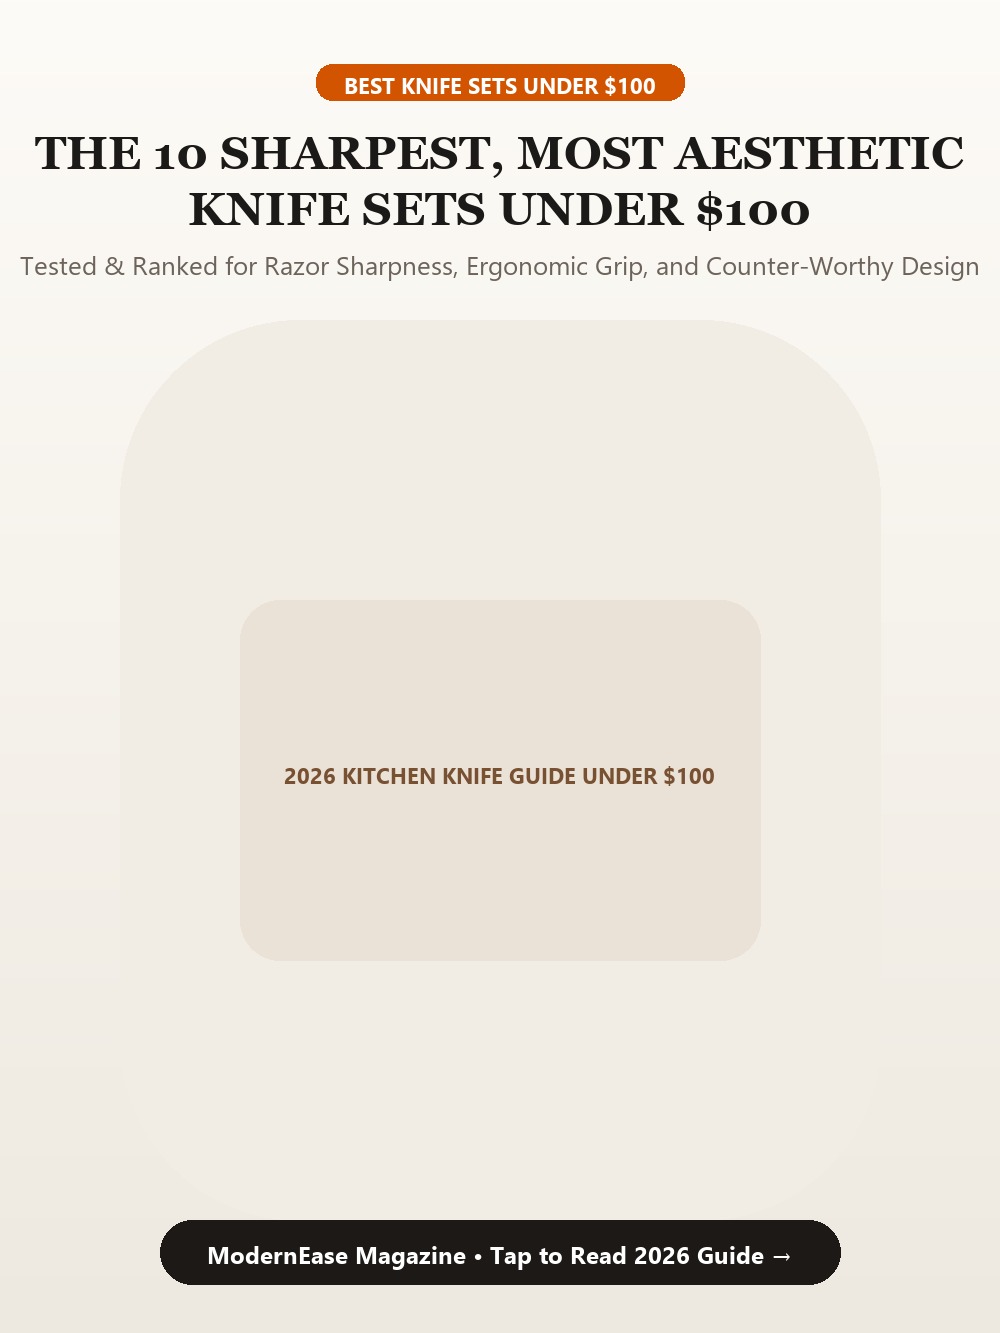 BEST KNIFE SETS UNDER $100
THE 10 SHARPEST, MOST AESTHETIC
KNIFE SETS UNDER $100
Tested & Ranked for Razor Sharpness, Ergonomic Grip, and Counter-Worthy Design
2026 KITCHEN KNIFE GUIDE UNDER $100
ModernEase Magazine • Tap to Read 2026 Guide →